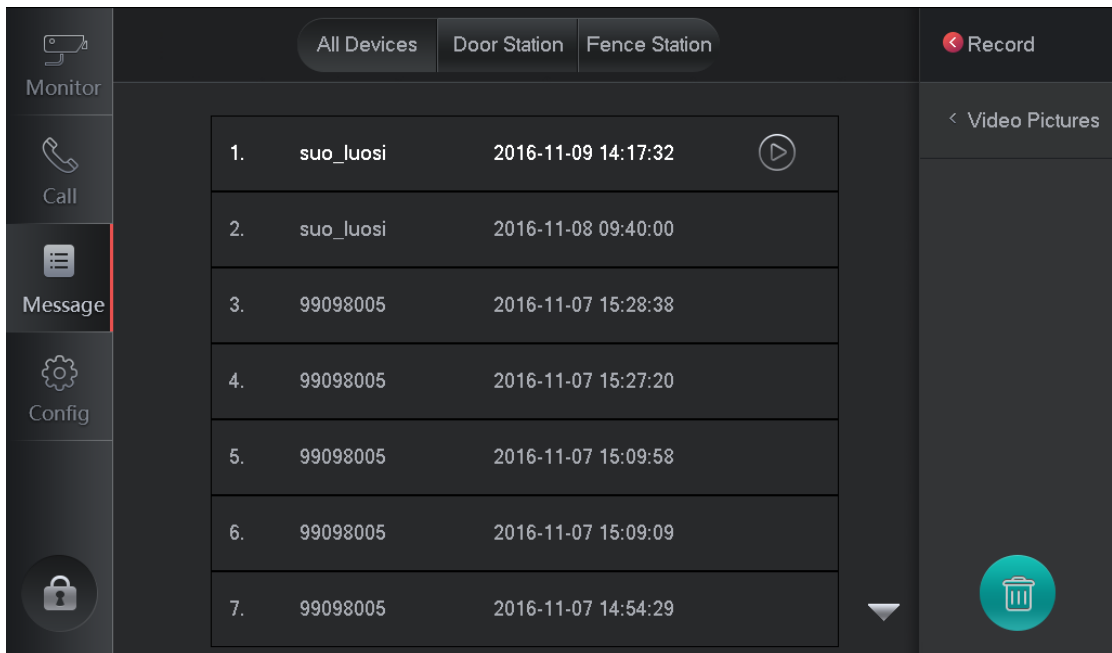 Monitor
Call
Message
Config
All Devices Door Station Fence Station
1. suo_luosi 2016-11-09 14:17:32
2. suo_luosi 2016-11-08 09:40:00
3. 99098005 2016-11-07 15:28:38
4. 99098005 2016-11-07 15:27:20
5. 99098005 2016-11-07 15:09:58
6. 99098005 2016-11-07 15:09:09
7. 99098005 2016-11-07 14:54:29
Record
Video Pictures